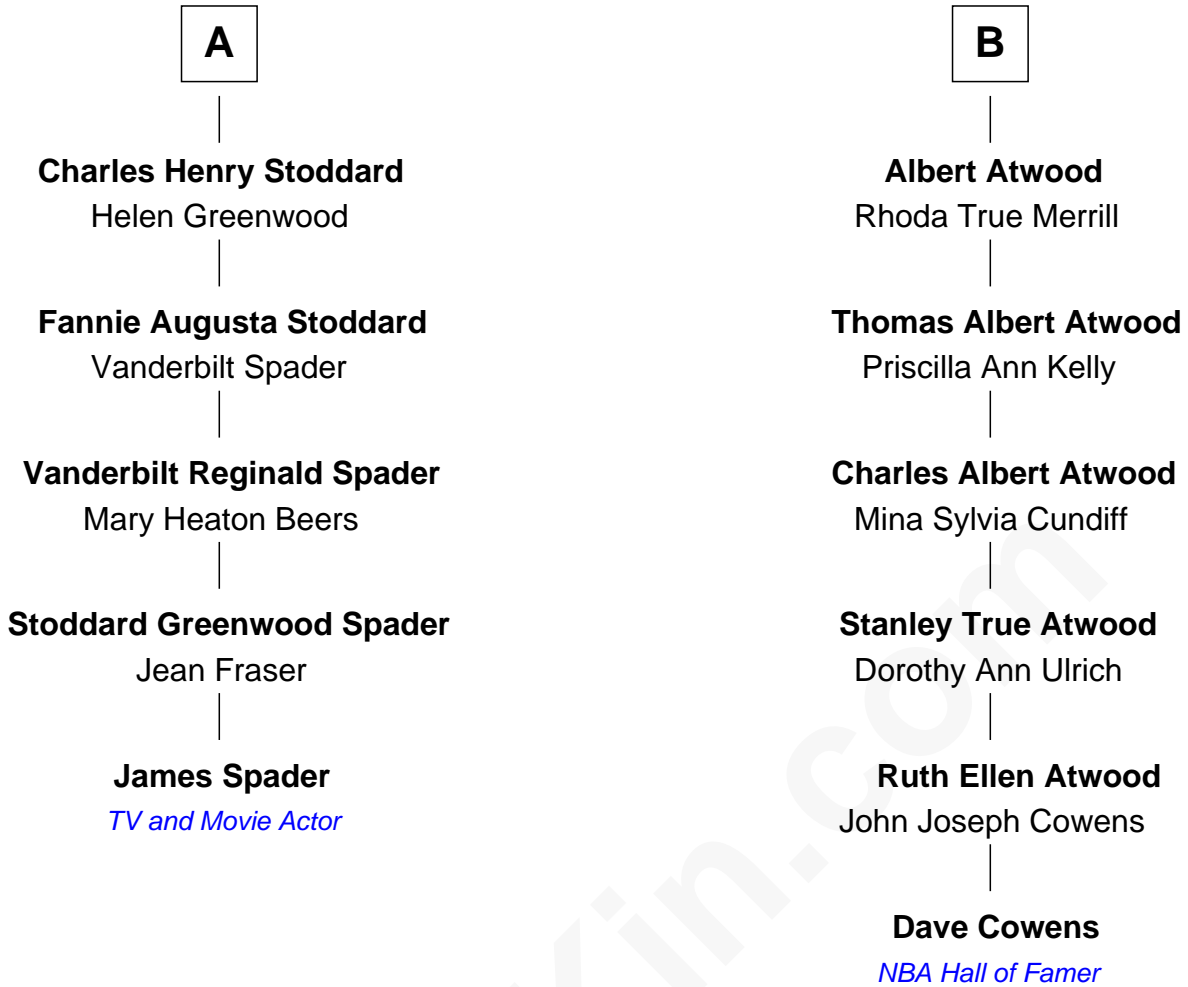 A
Charles Henry Stoddard
Helen Greenwood
Fannie Augusta Stoddard
Vanderbilt Spader
Vanderbilt Reginald Spader
Mary Heaton Beers
Stoddard Greenwood Spader
Jean Fraser
James Spader
TV and Movie Actor
B
Albert Atwood
Rhoda True Merrill
Thomas Albert Atwood
Priscilla Ann Kelly
Charles Albert Atwood
Mina Sylvia Cundiff
Stanley True Atwood
Dorothy Ann Ulrich
Ruth Ellen Atwood
John Joseph Cowens
Dave Cowens
NBA Hall of Famer